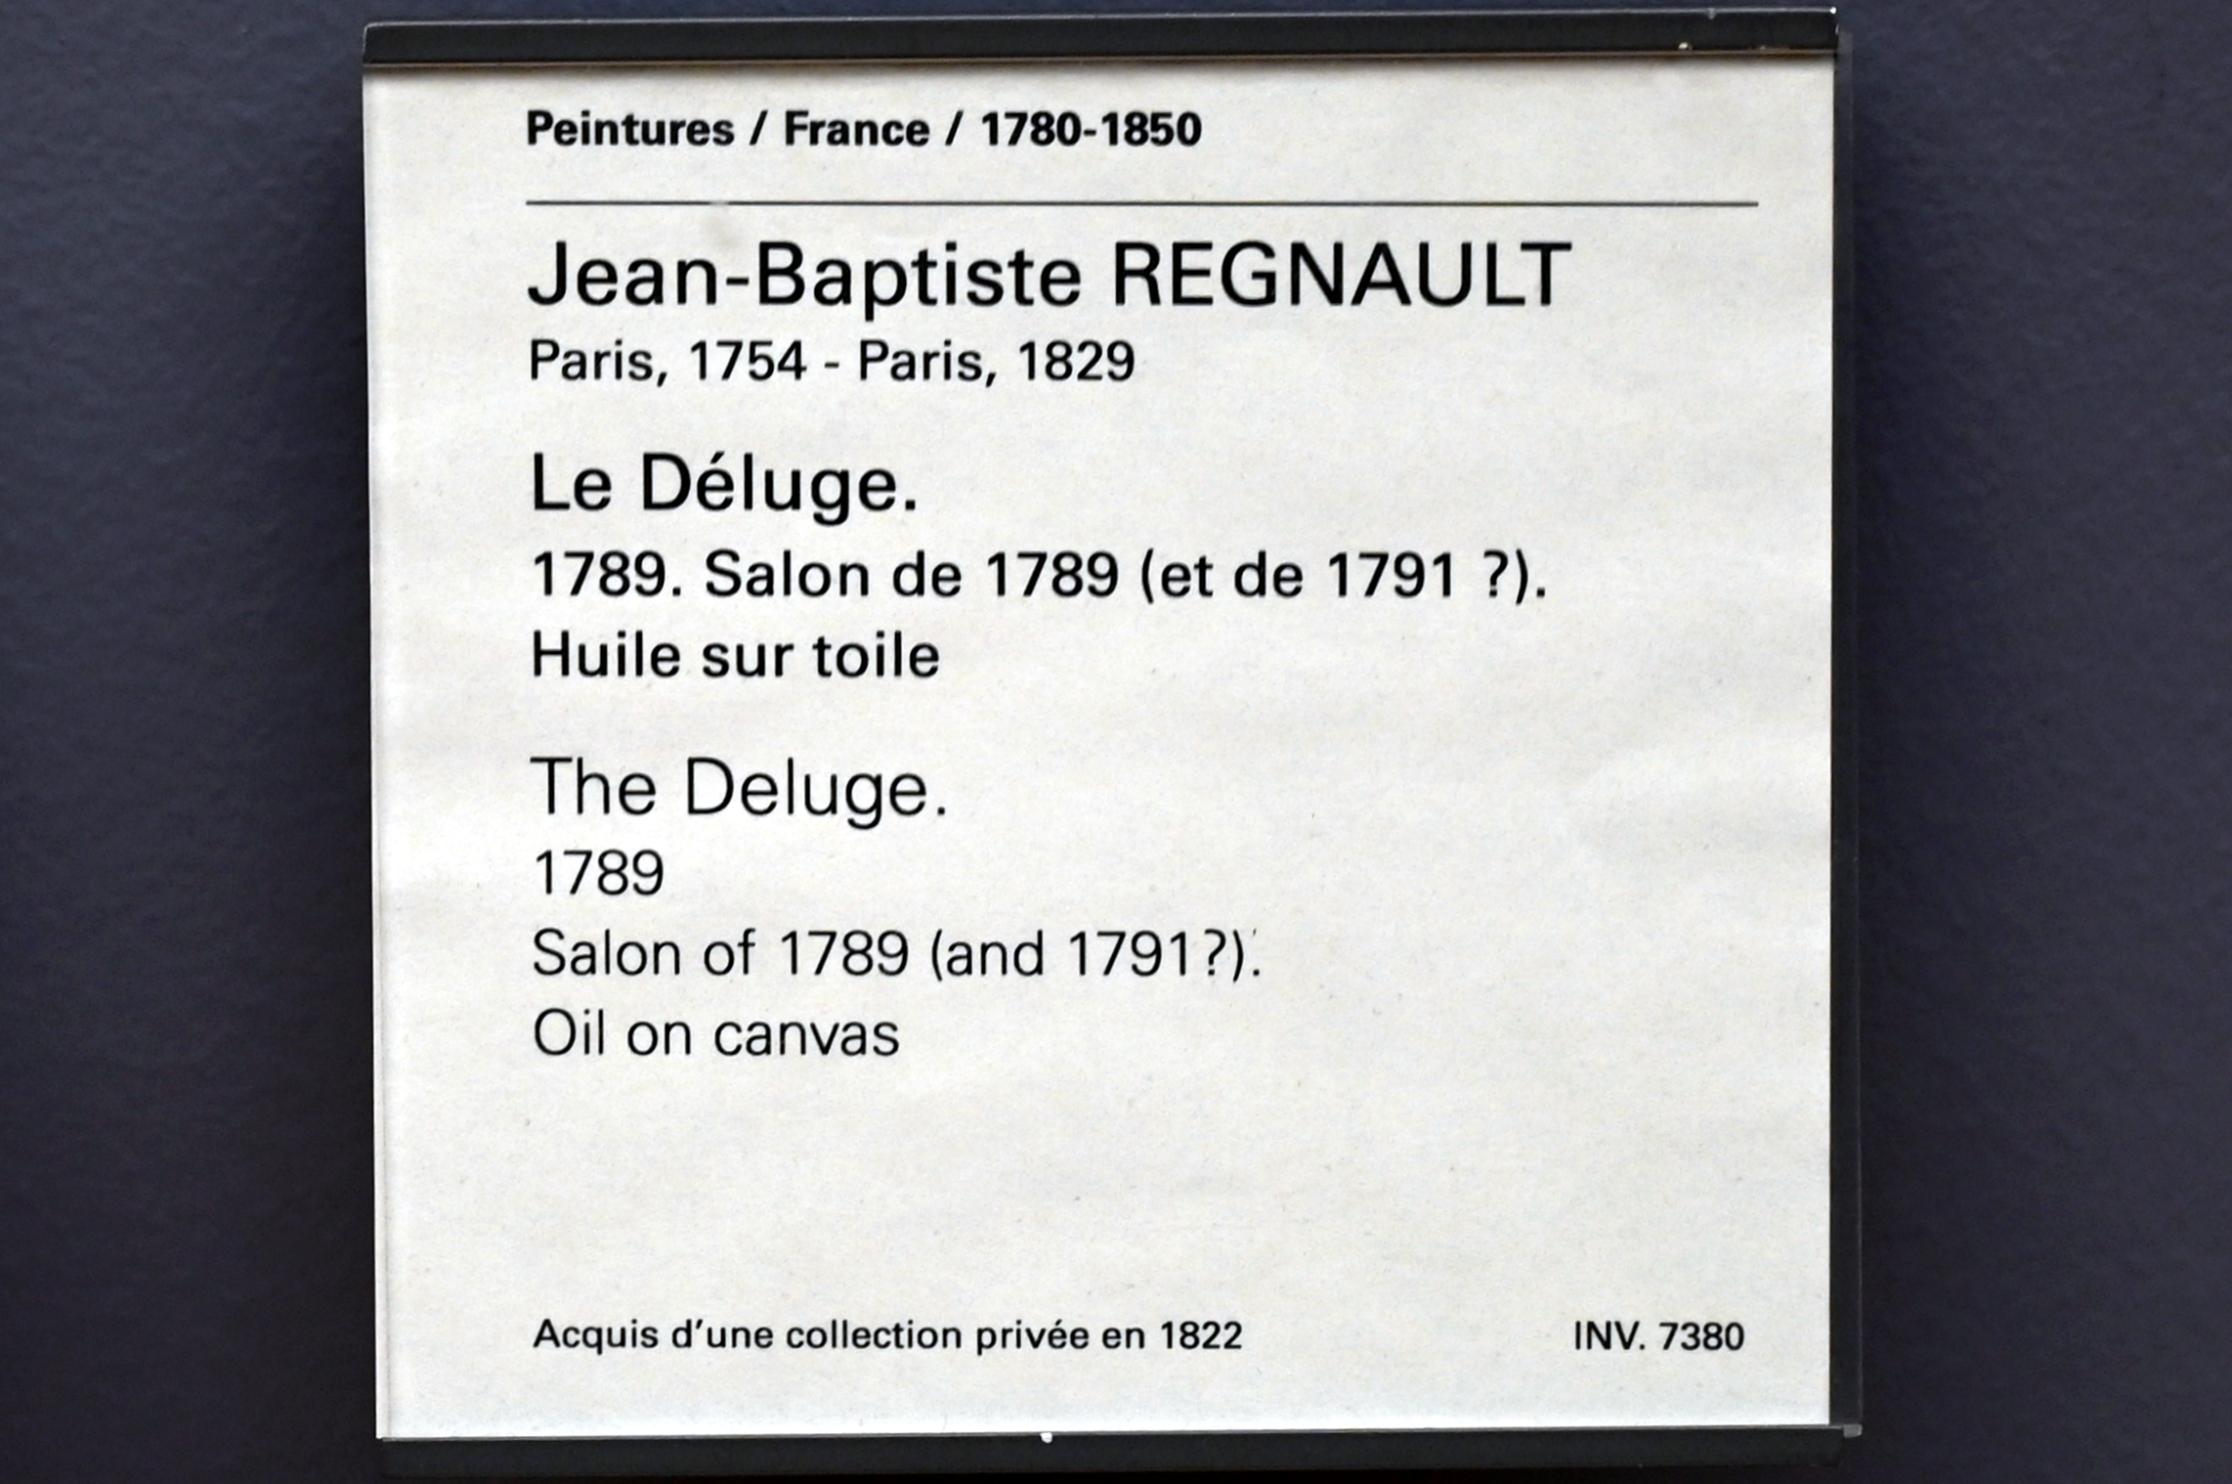 Peintures / France / 1780-1850
Jean-Baptiste REGNAULT
Paris, 1754 - Paris, 1829
Le Déluge.
1789. Salon de 1789 (et de 1791 ?).
Huile sur toile
The Deluge.
1789
Salon of 1789 (and 1791?).
Oil on canvas
Acquis d'une collection privée en 1822 INV. 7380